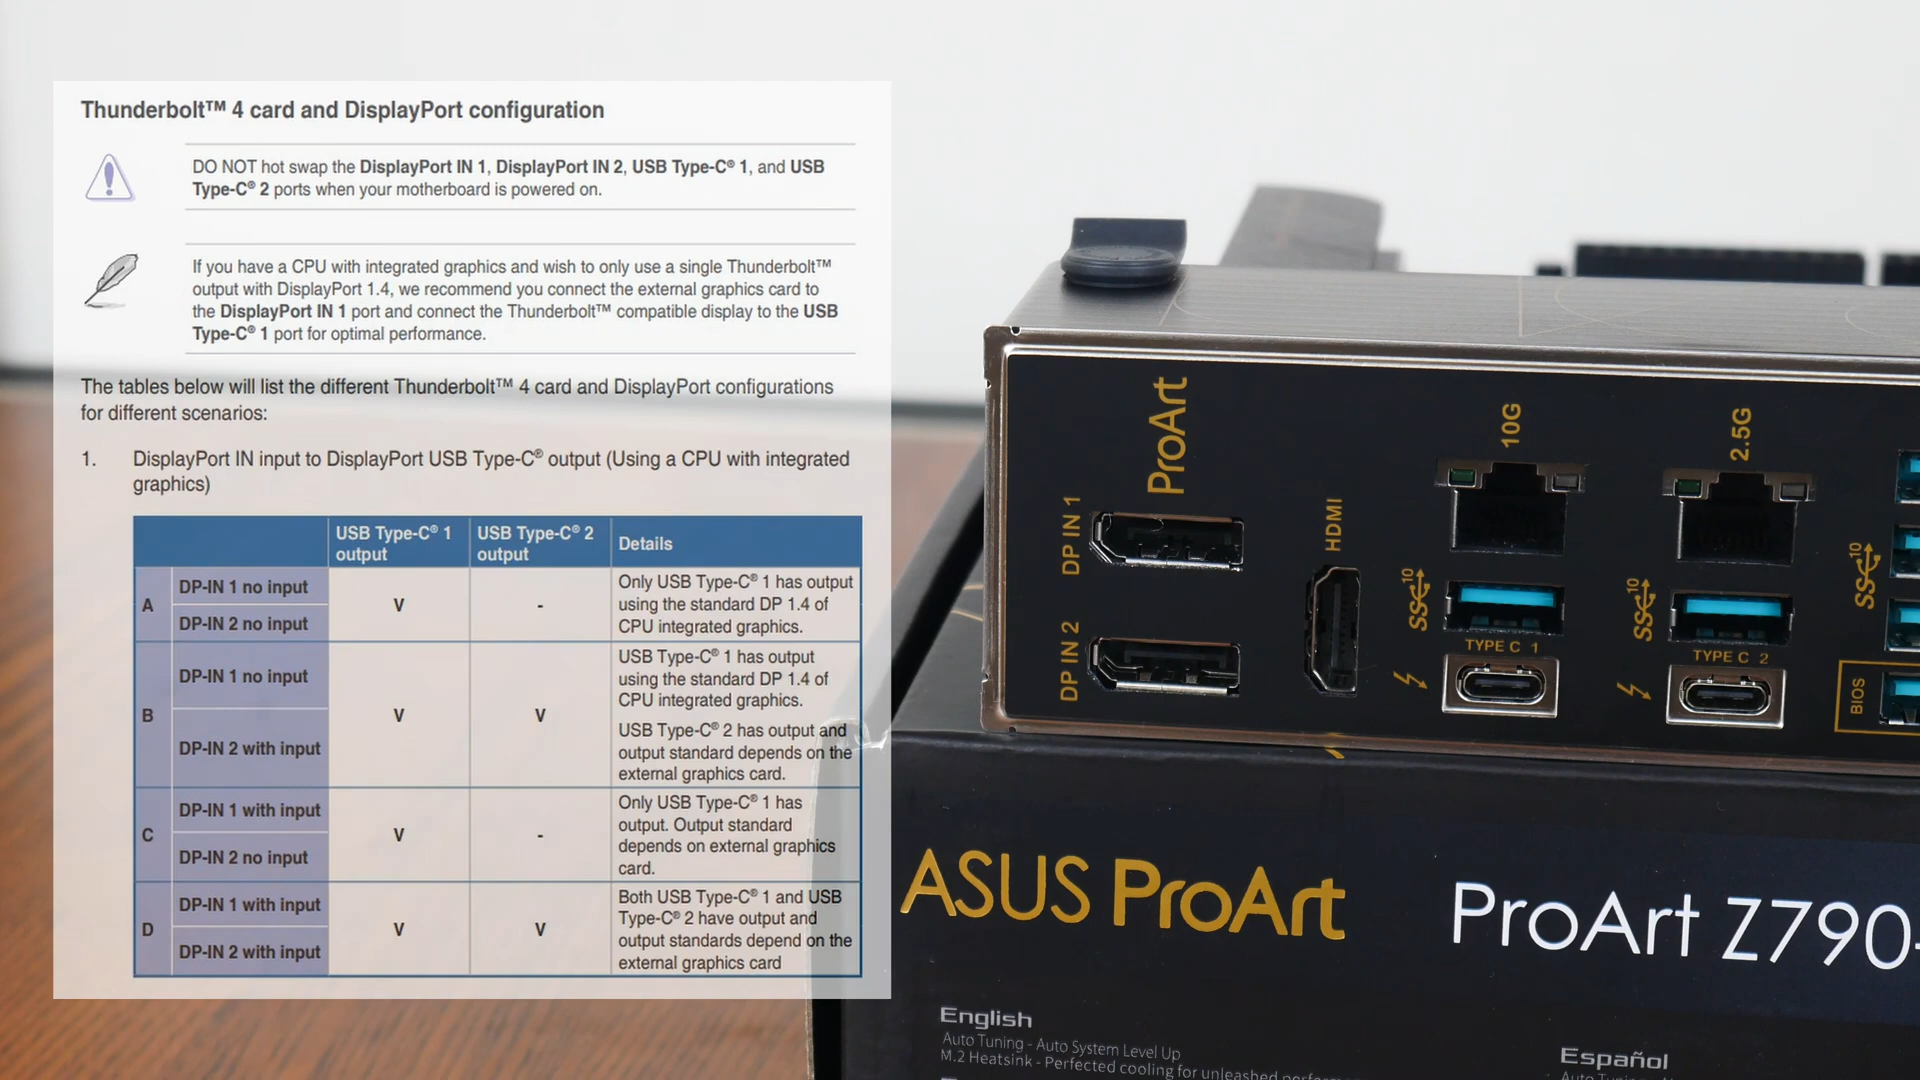 Thunderbolt™ 4 card and DisplayPort configuration
DO NOT hot swap the DisplayPort IN 1, DisplayPort IN 2, USB Type-C® 1, and USB
Type-C® 2 ports when your motherboard is powered on.
If you have a CPU with integrated graphics and wish to only use a single Thunderbolt™
output with DisplayPort 1.4, we recommend you connect the external graphics card to
the DisplayPort IN 1 port and connect the Thunderbolt™ compatible display to the USB
Type-C® 1 port for optimal performance.
The tables below will list the different Thunderbolt™ 4 card and DisplayPort configurations
for different scenarios:
1. DisplayPort IN input to DisplayPort USB Type-C® output (Using a CPU with integrated
graphics)
USB Type-C® 1
output
USB Type-C® 2
output
Details
A
DP-IN 1 no input
DP-IN 2 no input
V
-
Only USB Type-C® 1 has output
using the standard DP 1.4 of
CPU integrated graphics.
B
DP-IN 1 no input
DP-IN 2 with input
V
V
USB Type-C® 1 has output
using the standard DP 1.4 of
CPU integrated graphics.
USB Type-C® 2 has output and
output standard depends on the
external graphics card.
C
DP-IN 1 with input
DP-IN 2 no input
V
-
Only USB Type-C® 1 has
output. Output standard
depends on external graphics
card.
D
DP-IN 1 with input
DP-IN 2 with input
V
V
Both USB Type-C® 1 and USB
Type-C® 2 have output and
output standards depend on the
external graphics card
ProArt
DP IN 1
DP IN 2
HDMI
10G
SS 10
TYPE C 1
2.5G
SS 10
TYPE C 2
SS 10
BIOS
ASUS ProArt
ProArt Z790-
English
Auto Tuning - Auto System Level Up
M.2 Heatsink - Perfected cooling for unleashed
Español